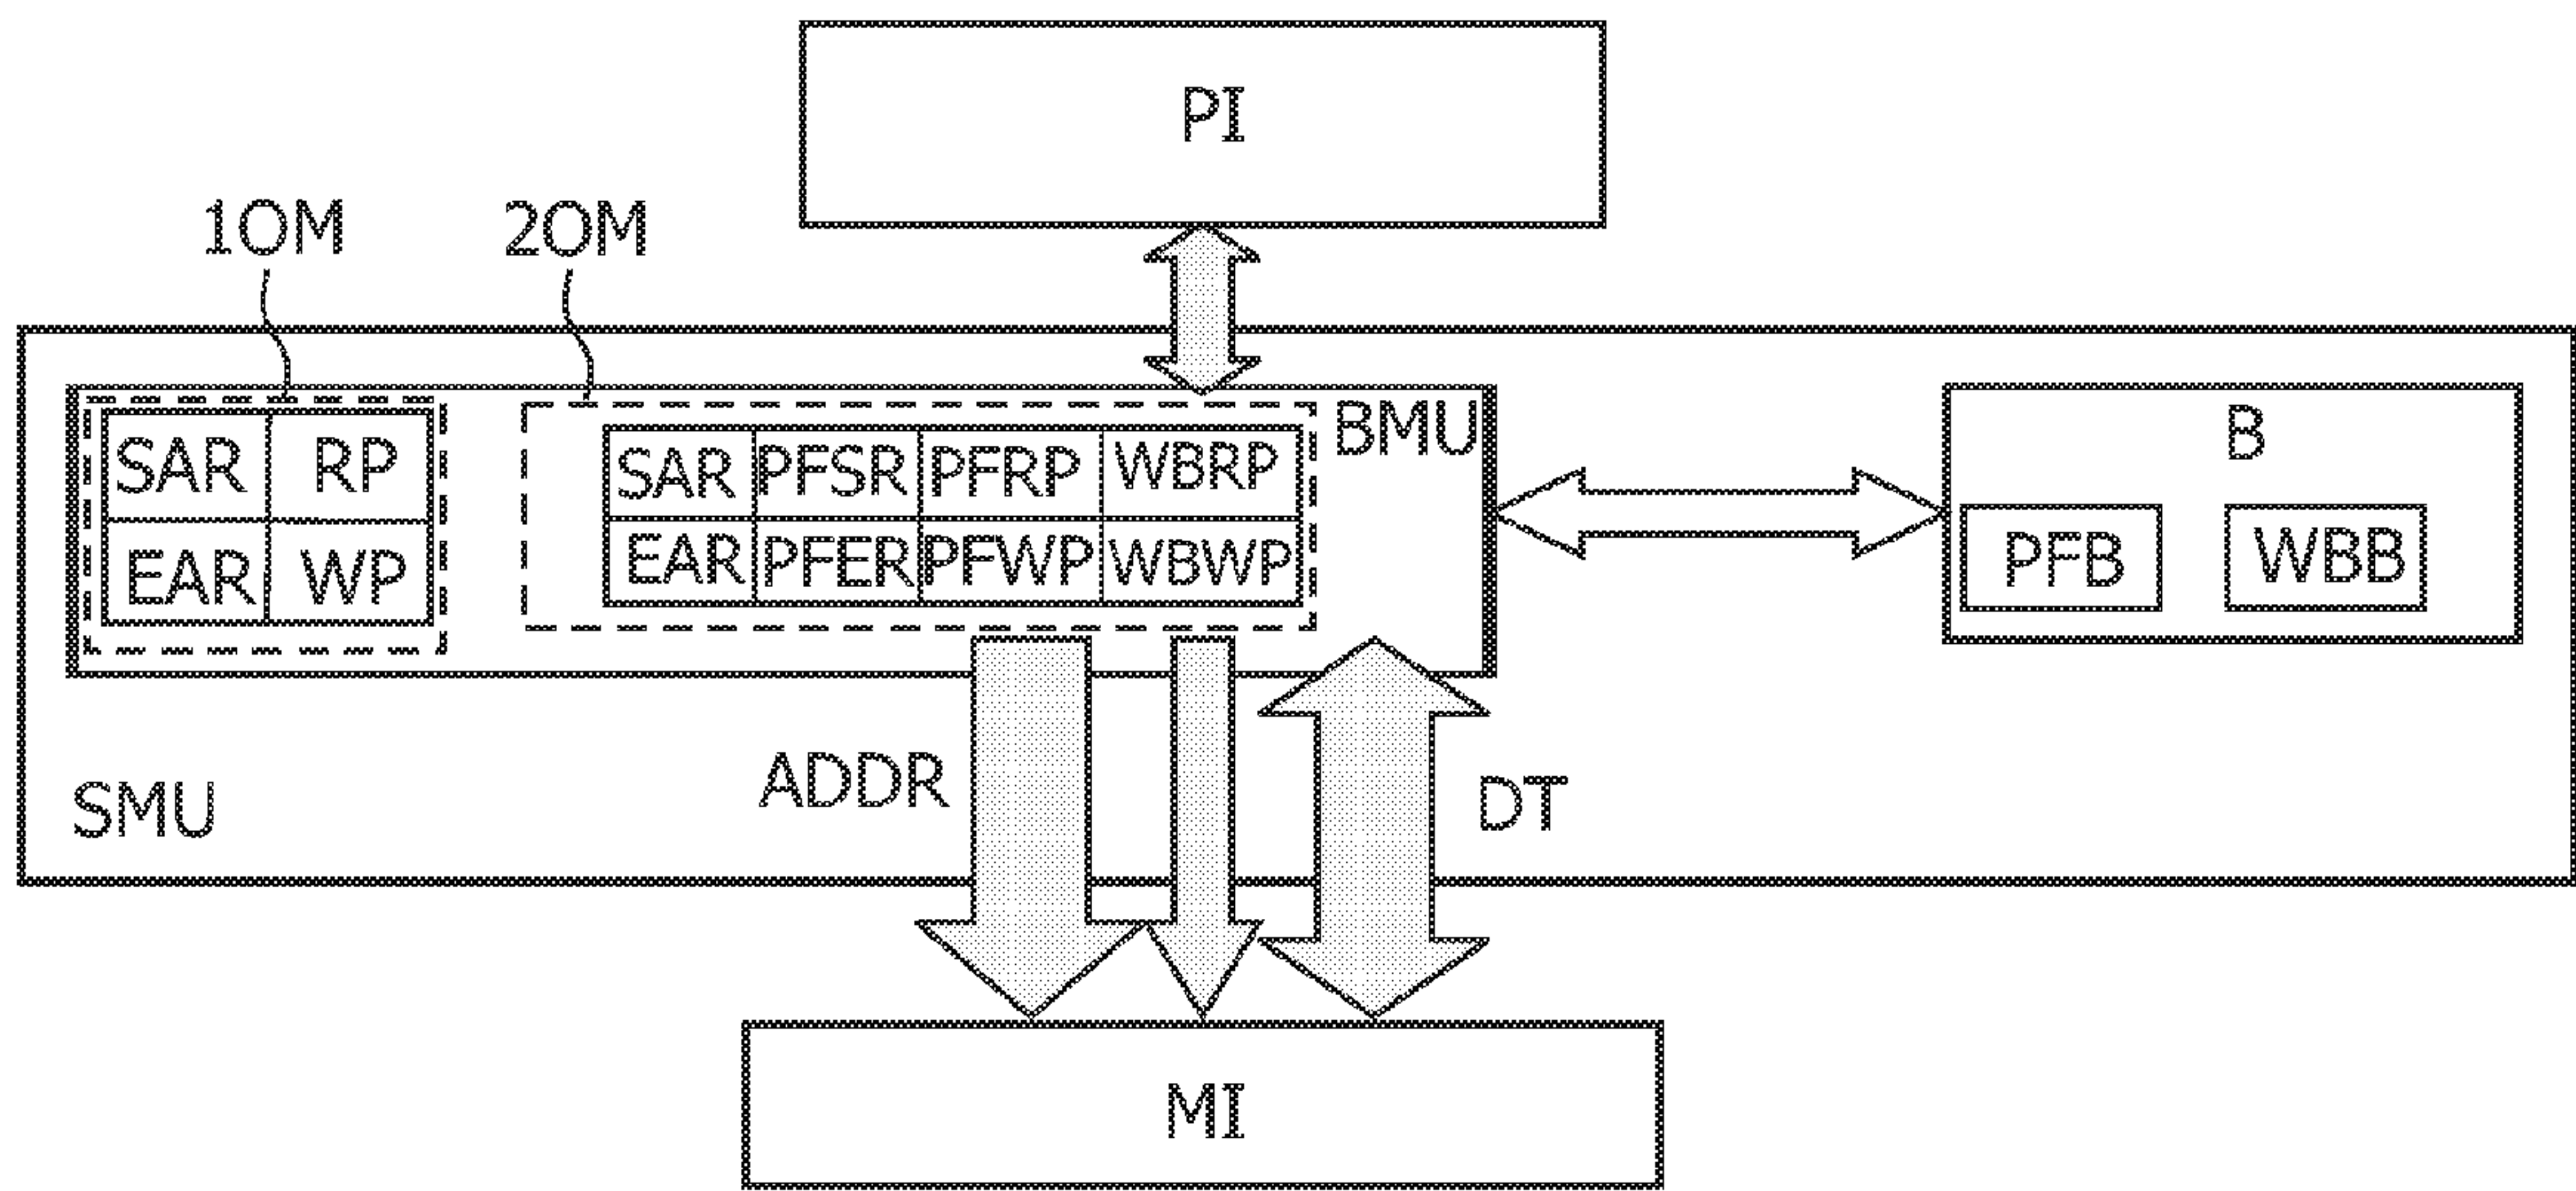 PI
1OM 2OM
SAR RP
EAR WP
SAR PFSR PFRP WBRP
EAR PFER PFWP WBWP
BMU
B
PFB WBB
SMU
ADDR
DT
MI